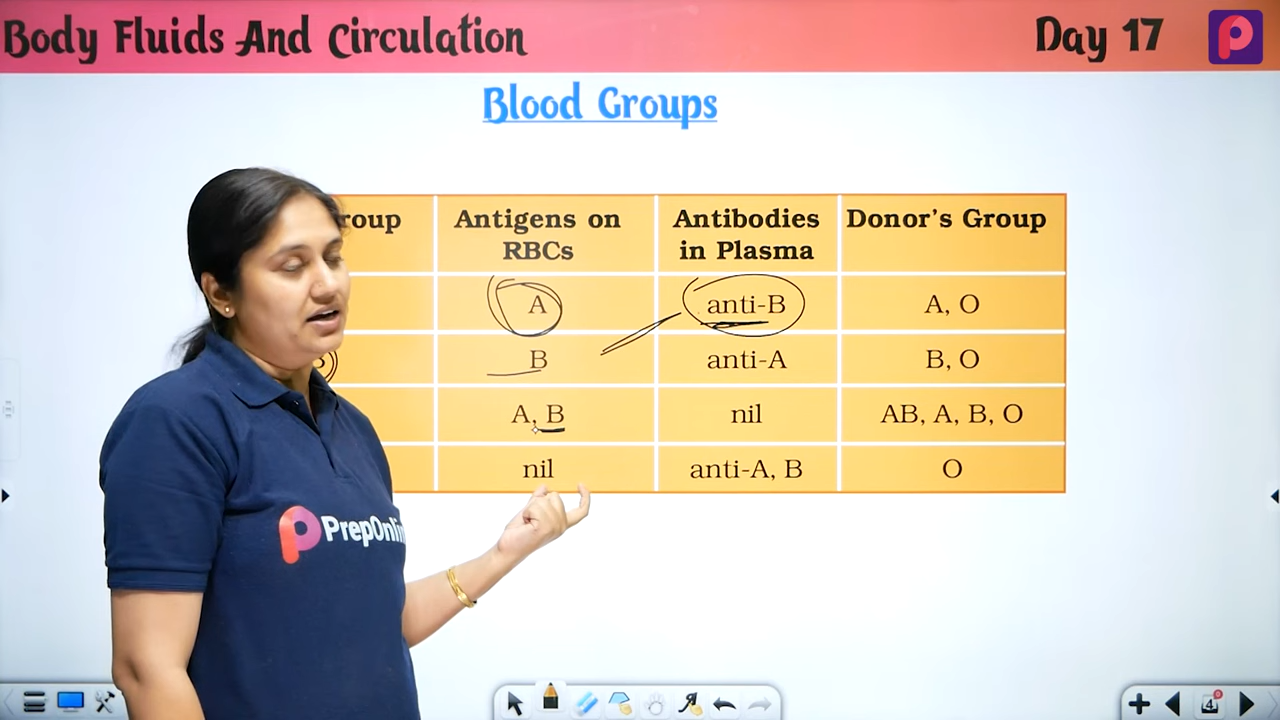 Body Fluids And Circulation
Day 17
Blood Groups
roup Antigens on RBCs Antibodies in Plasma Donor's Group
A anti-B A, O
B B anti-A B, O
A, B nil AB, A, B, O
nil anti-A, B O
PrepOnli
4